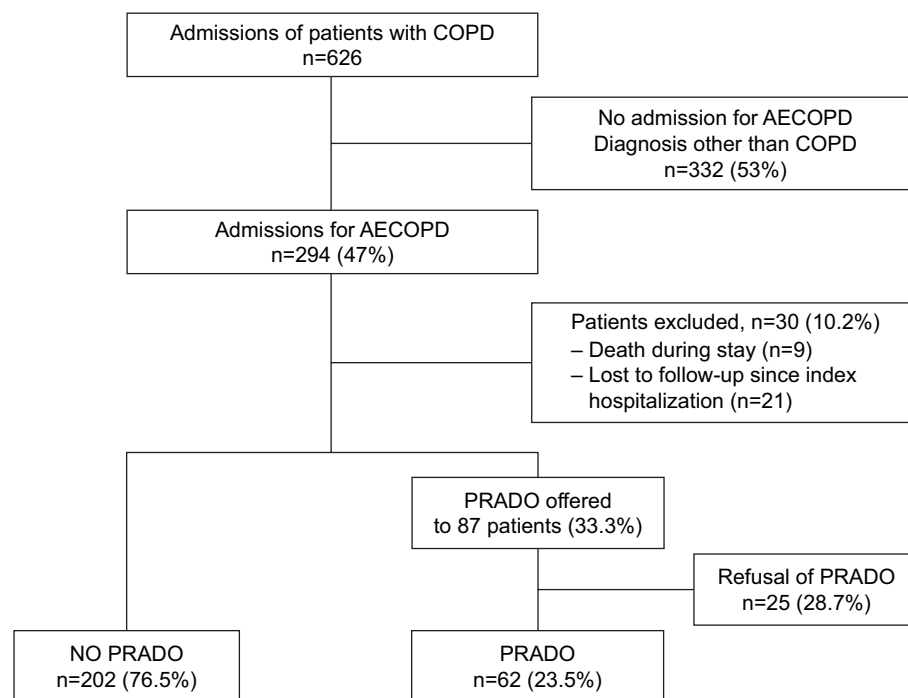 Admissions of patients with COPD
n=626
No admission for AECOPD
Diagnosis other than COPD
n=332 (53%)
Admissions for AECOPD
n=294 (47%)
Patients excluded, n=30 (10.2%)
– Death during stay (n=9)
– Lost to follow-up since index
hospitalization (n=21)
PRADO offered
to 87 patients (33.3%)
Refusal of PRADO
n=25 (28.7%)
NO PRADO
n=202 (76.5%)
PRADO
n=62 (23.5%)